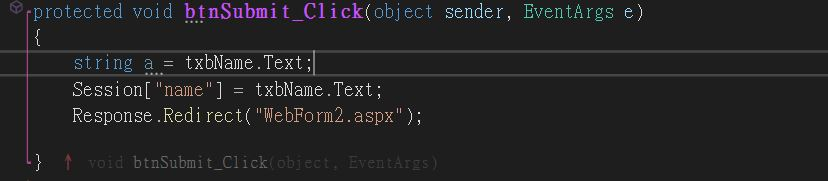 protected void btnSubmit_Click(object sender, EventArgs e)
{
string a = txbName.Text;
Session["name"] = txbName.Text;
Response.Redirect("WebForm2.aspx");
} ↑ void btnSubmit_Click(object, EventArgs)